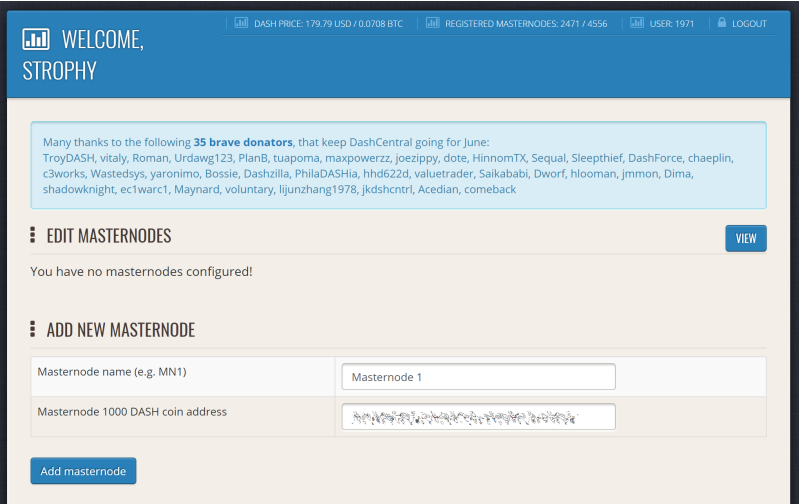 DASH PRICE: 179.79 USD / 0.0708 BTC
REGISTERED MASTERNODES: 2471 / 4556
USER: 1971
LOGOUT
WELCOME,
STROPHY
Many thanks to the following 35 brave donators, that keep DashCentral going for June:
TroyDASH, vitaly, Roman, Urdawg123, PlanB, tuapoma, maxpowerzz, joezippy, dote, HinnomTX, Sequal, Sleepthief, DashForce, chaeplin,
c3works, Wastedsys, yaronimo, Bossie, Dashzilla, PhilaDASHia, hhd622d, valuetrader, Saikababi, Dworf, hlooman, jmmon, Dima,
shadowknight, ec1warc1, Maynard, voluntary, lijunzhang1978, jkdshcntrl, Acedian, comeback
EDIT MASTERNODES
VIEW
You have no masternodes configured!
ADD NEW MASTERNODE
Masternode name (e.g. MN1)
Masternode 1
Masternode 1000 DASH coin address
Add masternode